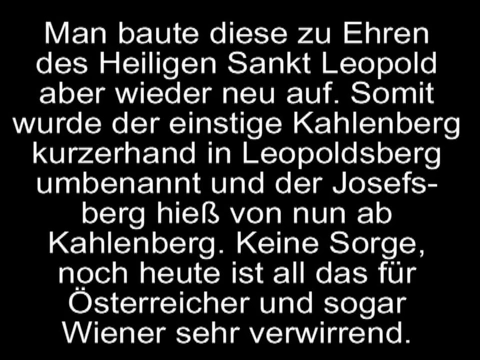 Man baute diese zu Ehren
des Heiligen Sankt Leopold
aber wieder neu auf. Somit
wurde der einstige Kahlenberg
kurzerhand in Leopoldsberg
umbenannt und der Josefs-
berg hieß von nun ab
Kahlenberg. Keine Sorge,
noch heute ist all das für
Österreicher und sogar
Wiener sehr verwirrend.